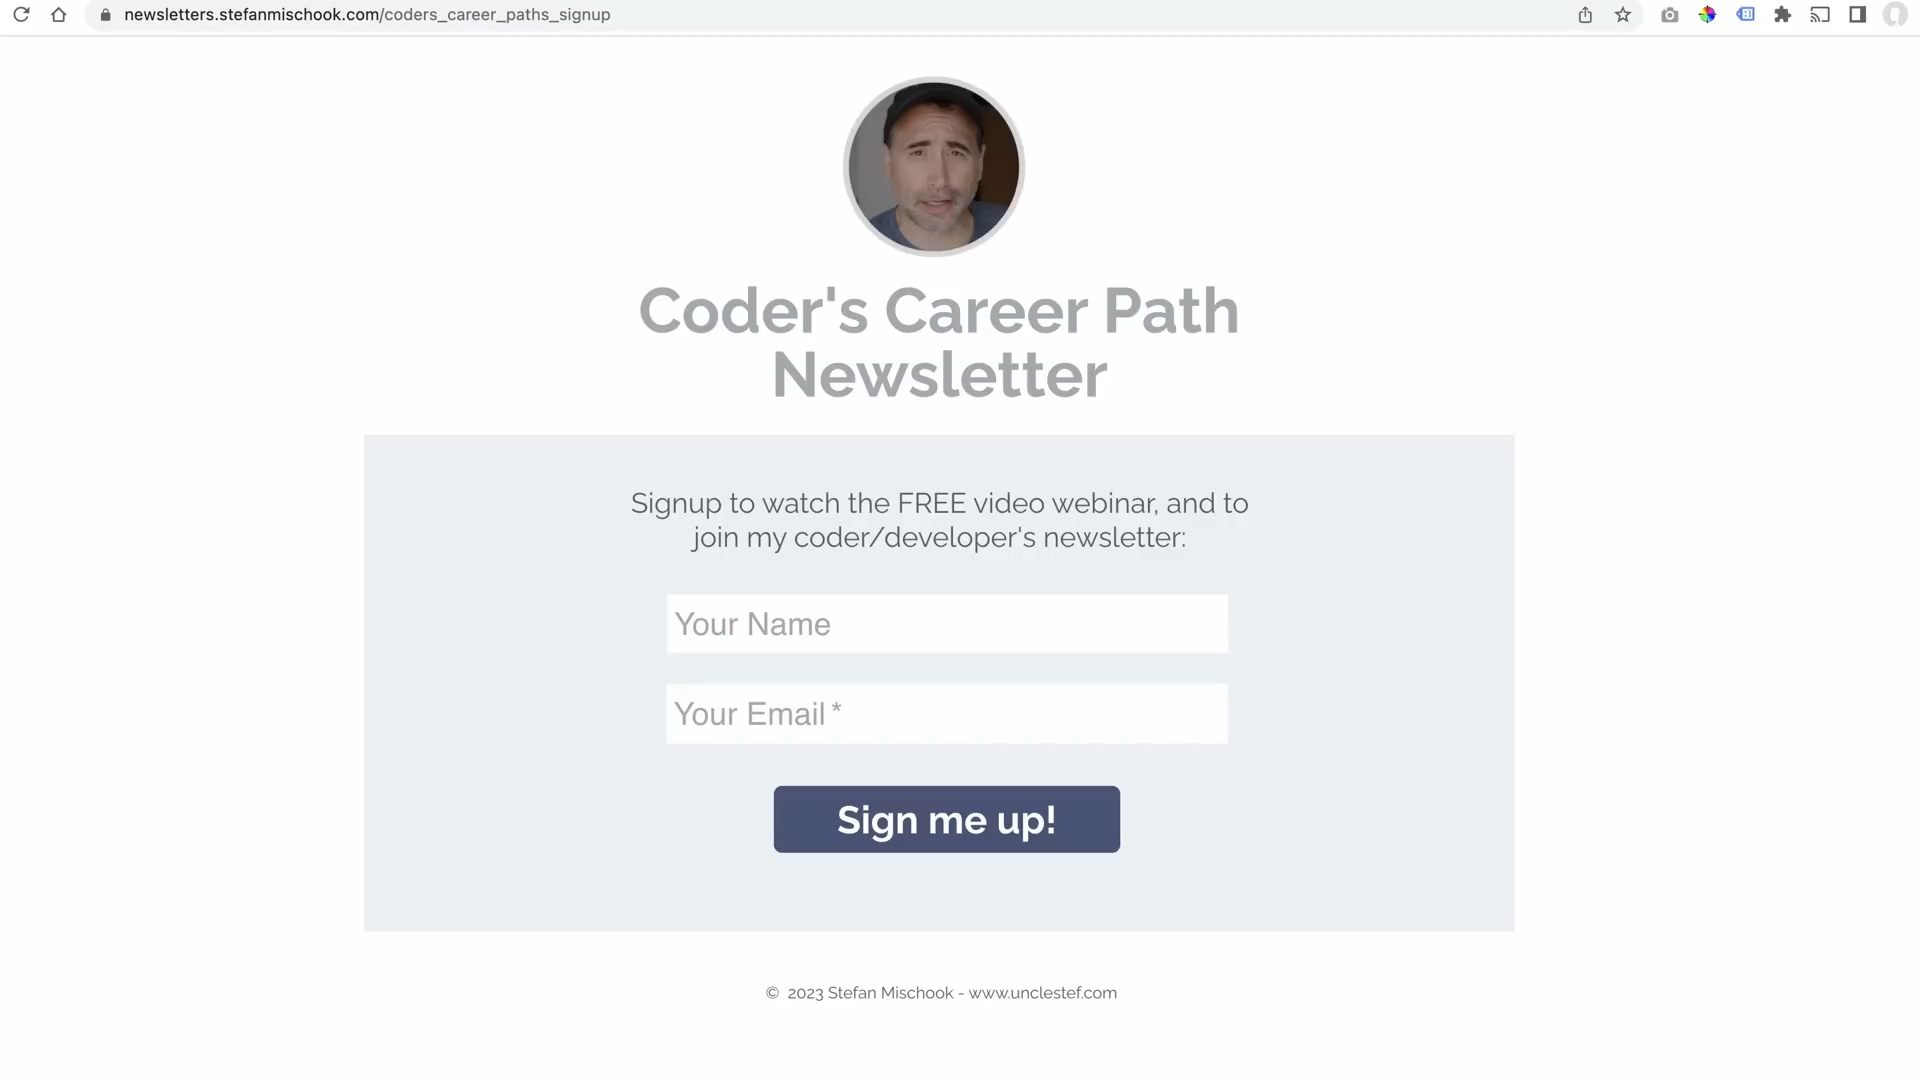 newsletters.stefanmischook.com/coders_career_paths_signup
Coder's Career Path
Newsletter
Signup to watch the FREE video webinar, and to
join my coder/developer's newsletter:
Your Name
Your Email *
Sign me up!
© 2023 Stefan Mischook - www.unclestef.com